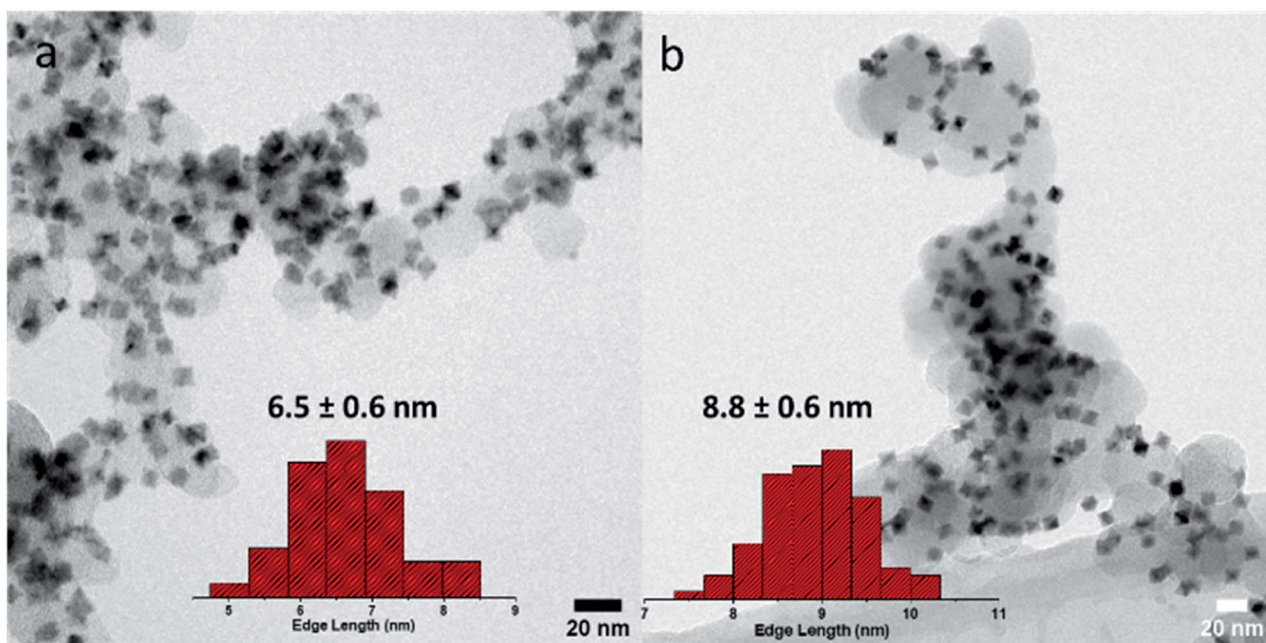 a
b
6.5 ± 0.6 nm
8.8 ± 0.6 nm
5 6 7 8 9
Edge Length (nm)
20 nm
7 8 9 10 11
Edge Length (nm)
20 nm